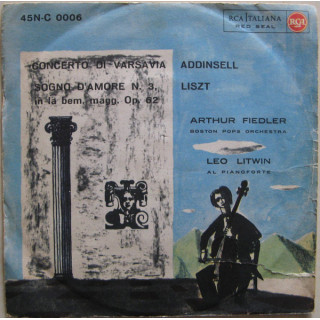 45N-C 0006
RCA ITALIANA
RED SEAL
CONCERTO DI VARSAVIA ADDINSELL
SOGNO D'AMORE N. 3, LISZT
in la bem. magg. Op. 62
ARTHUR FIEDLER
BOSTON POPS ORCHESTRA
LEO LITWIN
AL PIANOFORTE